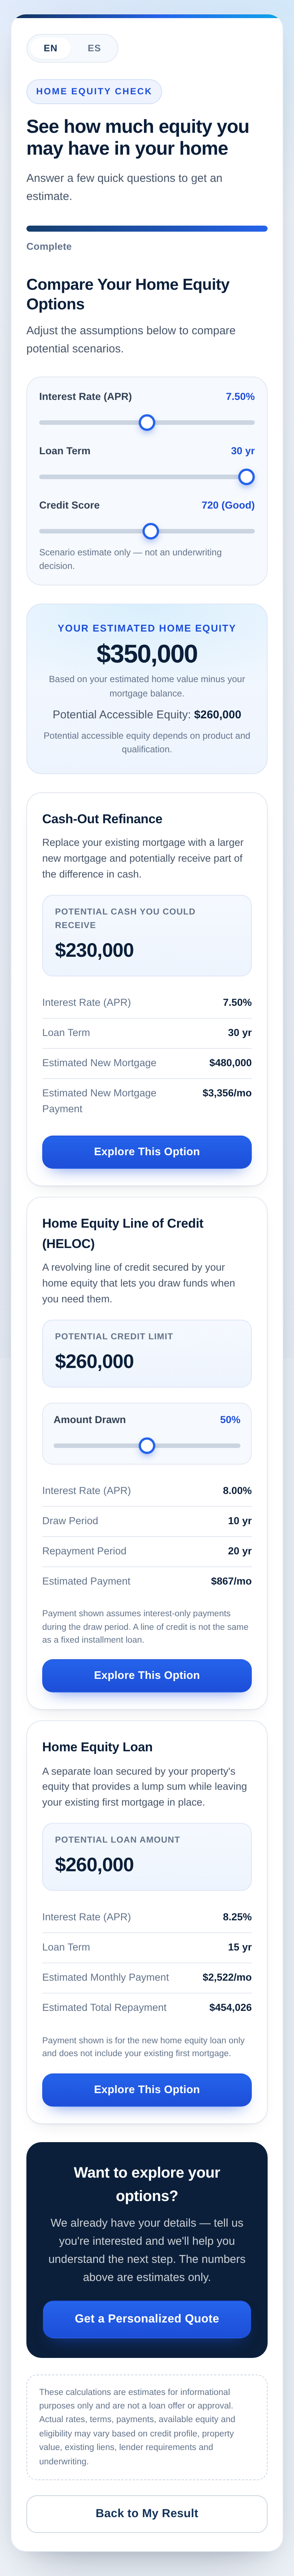 EN ES
HOME EQUITY CHECK
See how much equity you
may have in your home
Answer a few quick questions to get an
estimate.
Complete
Compare Your Home Equity
Options
Adjust the assumptions below to compare
potential scenarios.
Interest Rate (APR) 7.50%
Loan Term 30 yr
Credit Score 720 (Good)
Scenario estimate only — not an underwriting
decision.
YOUR ESTIMATED HOME EQUITY
$350,000
Based on your estimated home value minus your
mortgage balance.
Potential Accessible Equity: $260,000
Potential accessible equity depends on product and
qualification.
Cash-Out Refinance
Replace your existing mortgage with a larger
new mortgage and potentially receive part of
the difference in cash.
POTENTIAL CASH YOU COULD
RECEIVE
$230,000
Interest Rate (APR) 7.50%
Loan Term 30 yr
Estimated New Mortgage $480,000
Estimated New Mortgage $3,356/mo
Payment
Explore This Option
Home Equity Line of Credit
(HELOC)
A revolving line of credit secured by your
home equity that lets you draw funds when
you need them.
POTENTIAL CREDIT LIMIT
$260,000
Amount Drawn 50%
Interest Rate (APR) 8.00%
Draw Period 10 yr
Repayment Period 20 yr
Estimated Payment $867/mo
Payment shown assumes interest-only payments
during the draw period. A line of credit is not the same
as a fixed installment loan.
Explore This Option
Home Equity Loan
A separate loan secured by your property's
equity that provides a lump sum while leaving
your existing first mortgage in place.
POTENTIAL LOAN AMOUNT
$260,000
Interest Rate (APR) 8.25%
Loan Term 15 yr
Estimated Monthly Payment $2,522/mo
Estimated Total Repayment $454,026
Payment shown is for the new home equity loan only
and does not include your existing first mortgage.
Explore This Option
Want to explore your
options?
We already have your details — tell us
you're interested and we'll help you
understand the next step. The numbers
above are estimates only.
Get a Personalized Quote
These calculations are estimates for informational
purposes only and are not a loan offer or approval.
Actual rates, terms, payments, available equity and
eligibility may vary based on credit profile, property
value, existing liens, lender requirements and
underwriting.
Back to My Result